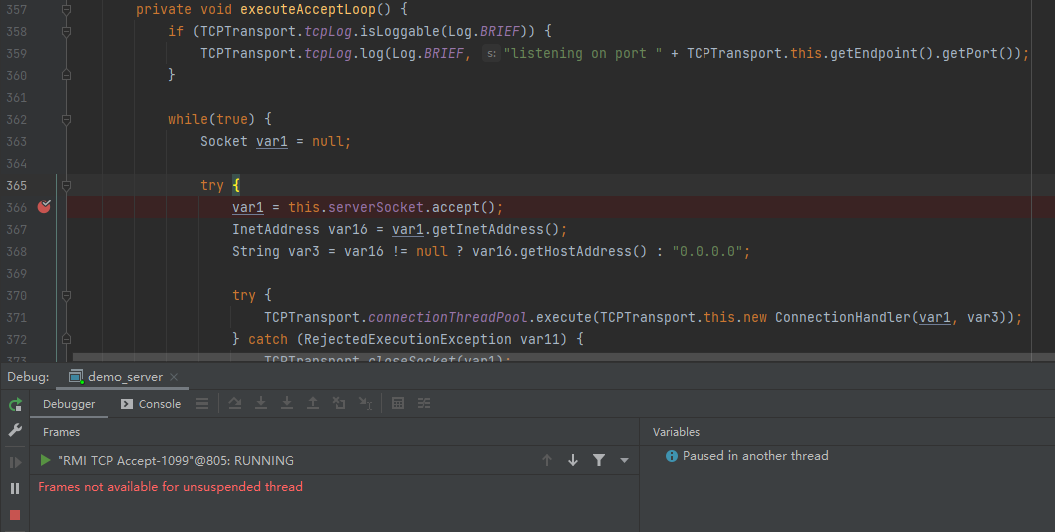 357 private void executeAcceptLoop() {
358 if (TCPTransport.tcpLog.isLoggable(Log.BRIEF)) {
359 TCPTransport.tcpLog.log(Log.BRIEF, s: "listening on port " + TCPTransport.this.getEndpoint().getPort());
360 }
361
362 while(true) {
363 Socket var1 = null;
364
365 try {
366 var1 = this.serverSocket.accept();
367 InetAddress var16 = var1.getInetAddress();
368 String var3 = var16 != null ? var16.getHostAddress() : "0.0.0.0";
369
370 try {
371 TCPTransport.connectionThreadPool.execute(TCPTransport.this.new ConnectionHandler(var1, var3));
372 } catch (RejectedExecutionException var11) {
373 TCPTransport.closeSocket(var1);
Debug: demo_server
Debugger Console
Frames Variables
"RMI TCP Accept-1099"@805: RUNNING Paused in another thread
Frames not available for unsuspended thread